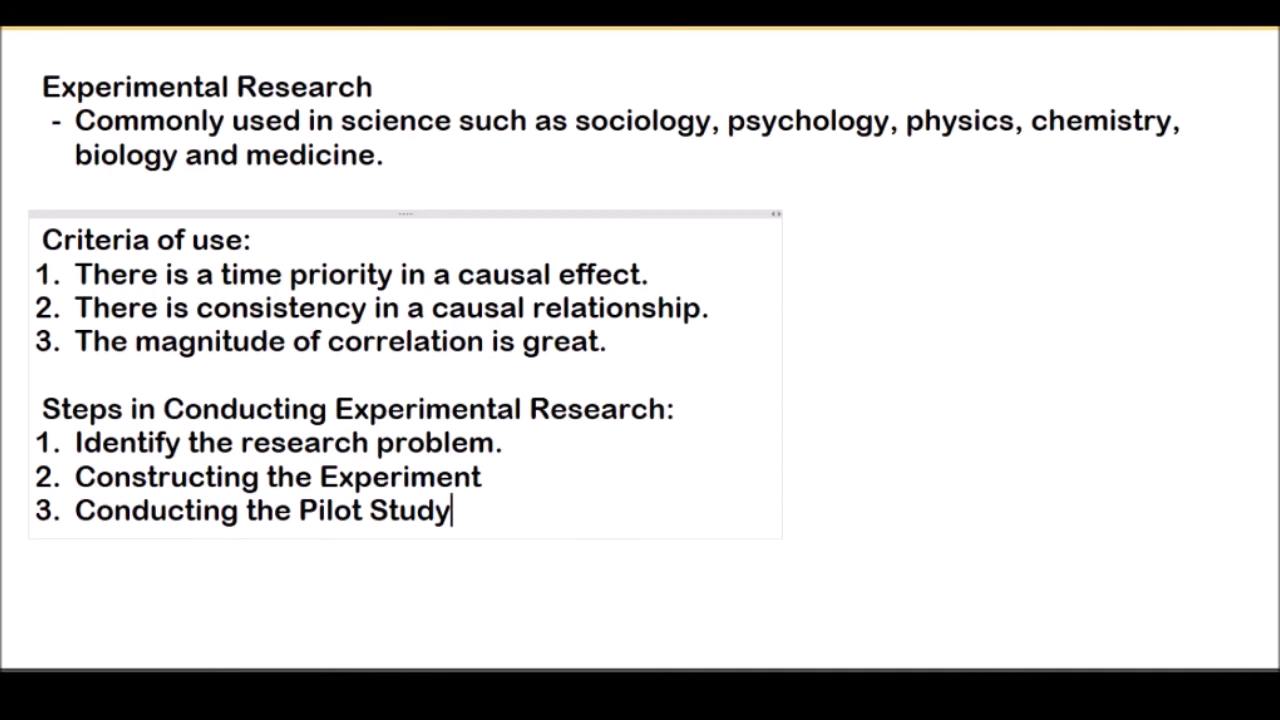 Experimental Research
- Commonly used in science such as sociology, psychology, physics, chemistry,
biology and medicine.
Criteria of use:
1. There is a time priority in a causal effect.
2. There is consistency in a causal relationship.
3. The magnitude of correlation is great.
Steps in Conducting Experimental Research:
1. Identify the research problem.
2. Constructing the Experiment
3. Conducting the Pilot Study